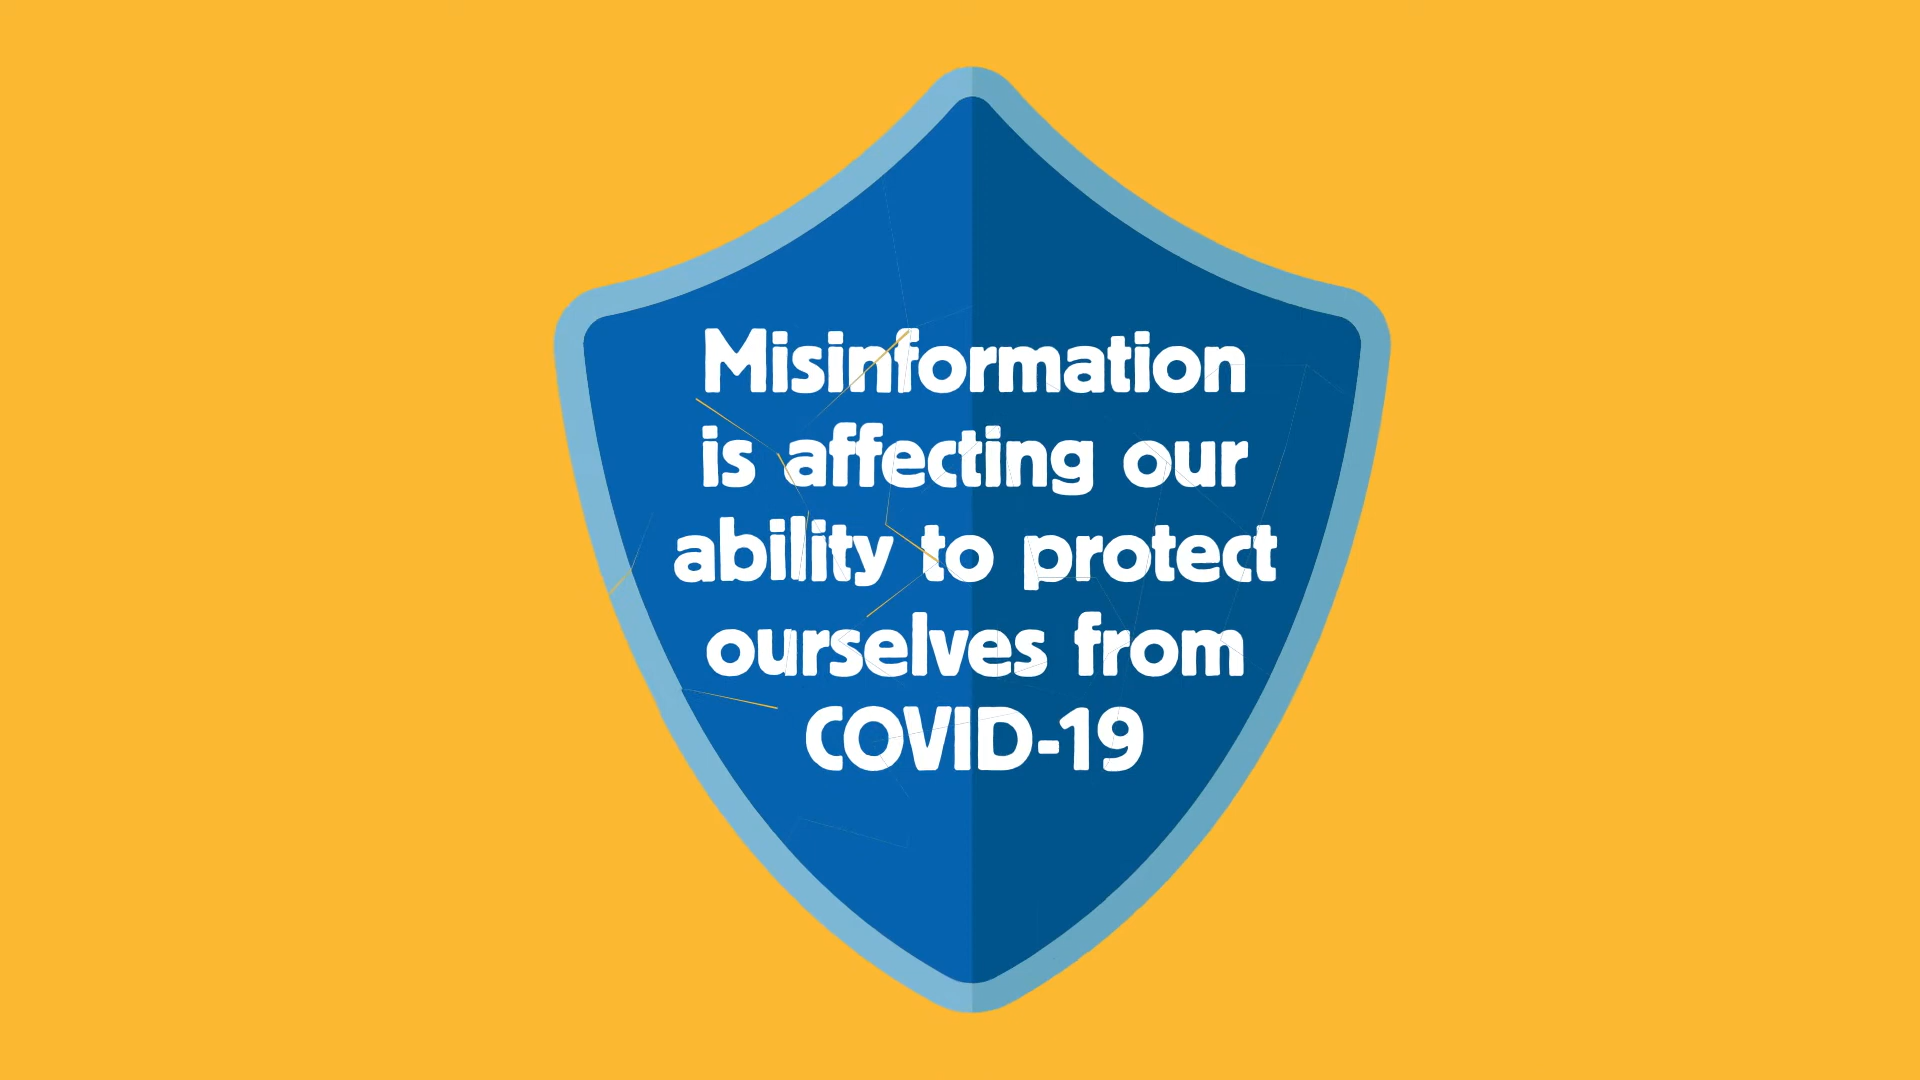 Misinformation
is affecting our
ability to protect
ourselves from
COVID-19